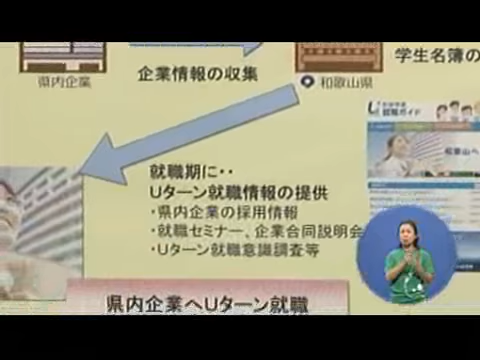 県内企業
企業情報の収集
和歌山県
学生名簿の
就職ガイド
和歌山へ
就職期に・・
Uターン就職情報の提供
・県内企業の採用情報
・就職セミナー、企業合同説明会
・Uターン就職意識調査等
県内企業へUターン就職